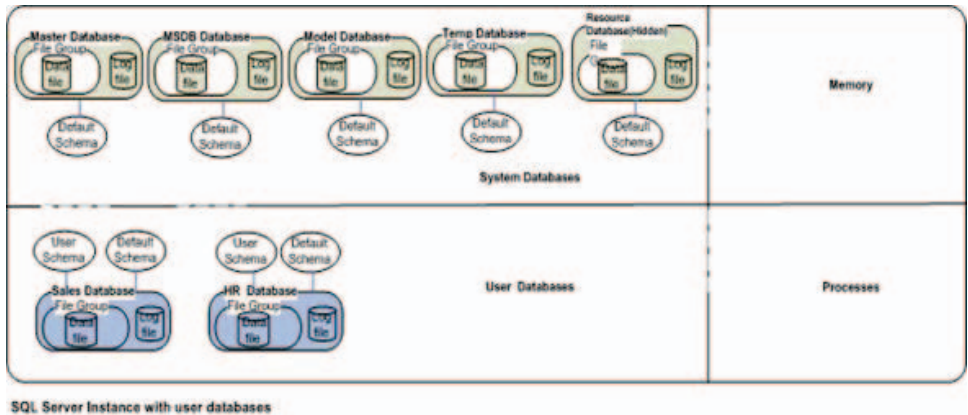 Master Database
File Group
Data file
Log file
Default Schema
MSDB Database
File Group
Data file
Log file
Default Schema
Model Database
File Group
Data file
Log file
Default Schema
Temp Database
File Group
Data file
Log file
Default Schema
Resource
Database(Hidden)
File
Group
Data file
Log file
Default Schema
System Databases
Memory
User Schema
Default Schema
Sales Database
File Group
Data file
Log file
User Schema
Default Schema
HR Database
File Group
Data file
Log file
User Databases
Processes
SQL Server Instance with user databases